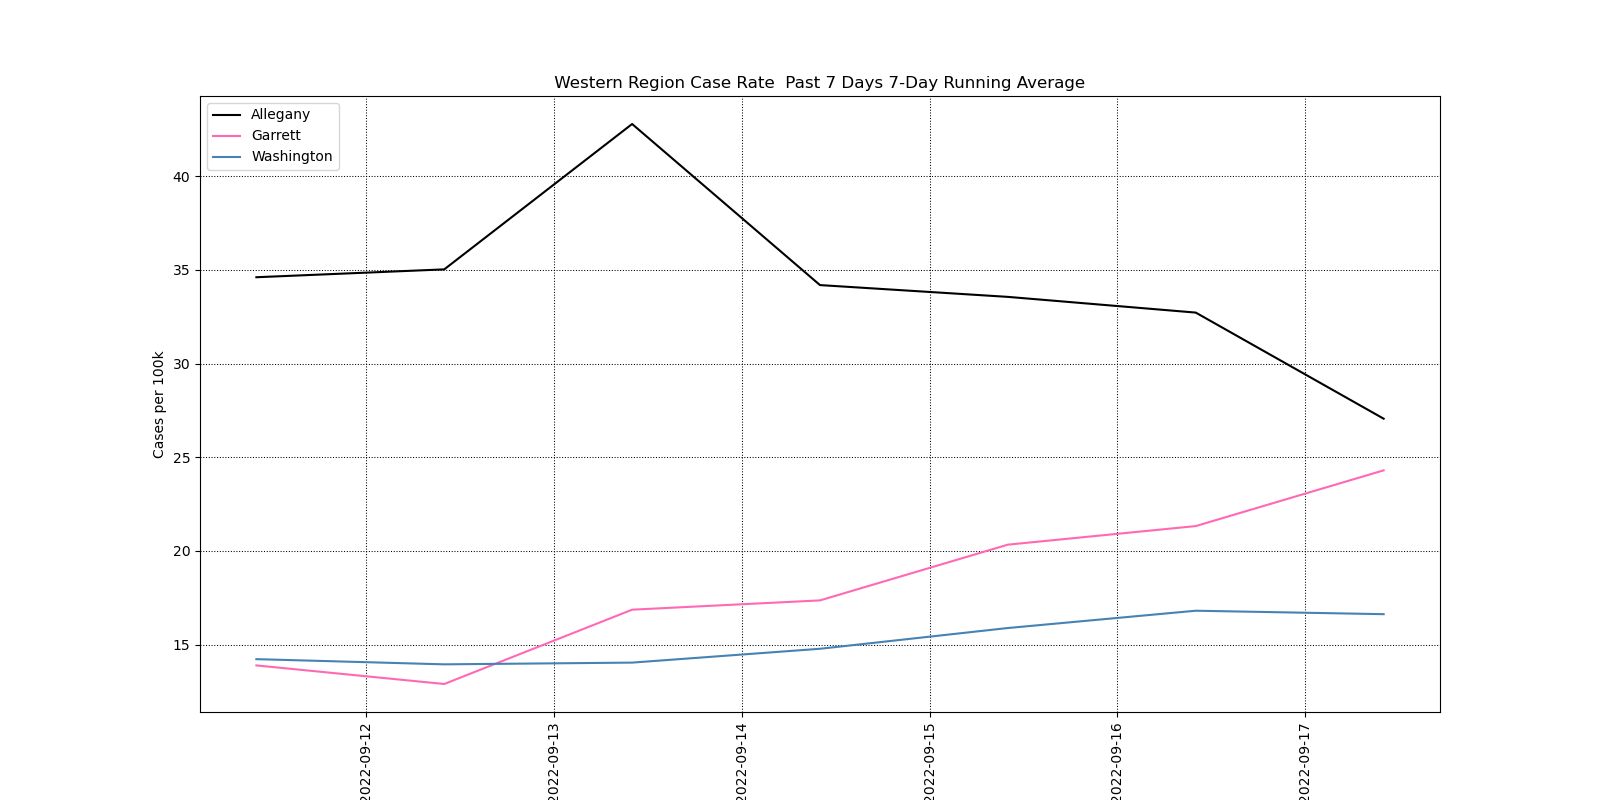 Western Region Case Rate  Past 7 Days 7-Day Running Average
Allegany
Garrett
Washington
Cases per 100k
40
35
30
25
20
15
2022-09-12
2022-09-13
2022-09-14
2022-09-15
2022-09-16
2022-09-17